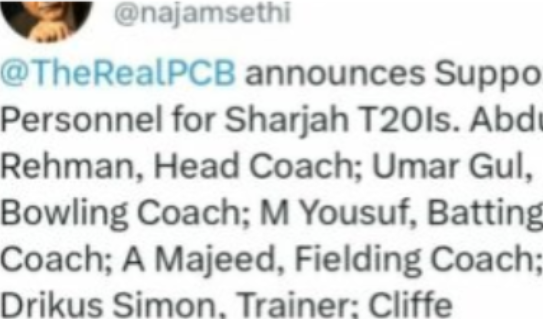 @najamsethi
@TheRealPCB announces Suppo
Personnel for Sharjah T20Is. Abdu
Rehman, Head Coach; Umar Gul,
Bowling Coach; M Yousuf, Batting
Coach; A Majeed, Fielding Coach;
Drikus Simon, Trainer; Cliffe